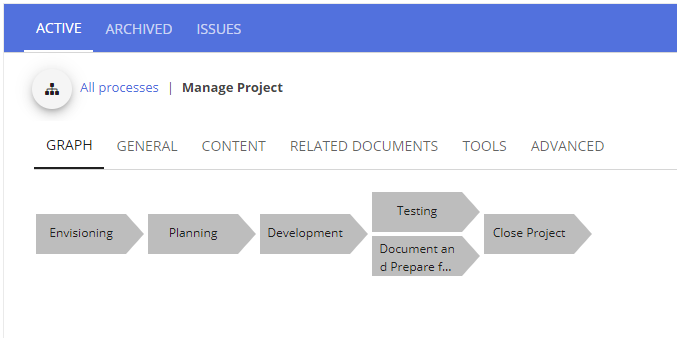 ACTIVE ARCHIVED ISSUES
All processes | Manage Project
GRAPH GENERAL CONTENT RELATED DOCUMENTS TOOLS ADVANCED
Envisioning
Planning
Development
Testing
Document an
d Prepare f...
Close Project